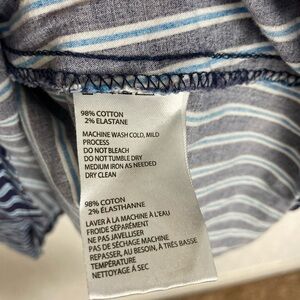 98% COTTON
2% ELASTANE
MACHINE WASH COLD, MILD
PROCESS
DO NOT BLEACH
DO NOT TUMBLE DRY
MEDIUM IRON AS NEEDED
DRY CLEAN
98% COTON
2% ÉLASTHANNE
LAVER À LA MACHINE À L'EAU
FROIDE SÉPARÉMENT
NE PAS JAVELLISER
PAS DE SÉCHAGE MACHINE
REPASSER, AU BESOIN, À TRÈS BASSE
TEMPÉRATURE
NETTOYAGE À SEC